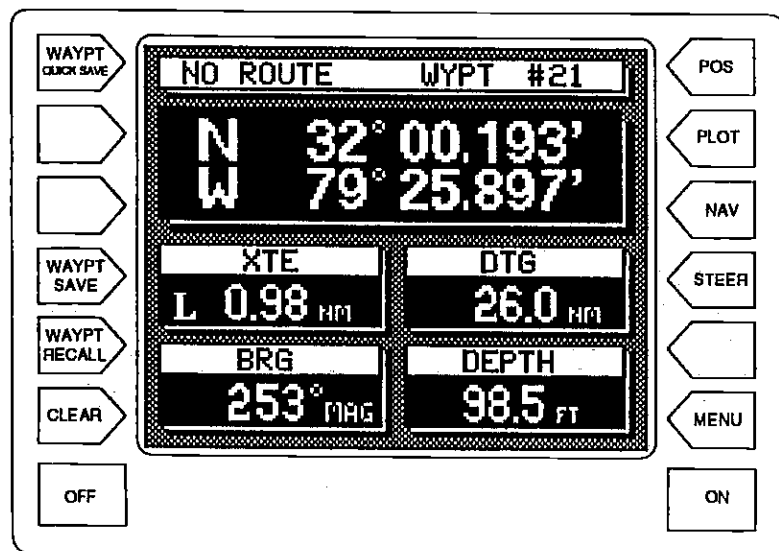 WAYPT
QUICK SAVE
WAYPT
SAVE
WAYPT
RECALL
CLEAR
OFF
NO ROUTE WYPT #21
N 32° 00.193'
W 79° 25.897'
XTE
L 0.98 NM
DTG
26.0 NM
BRG
253° MAG
DEPTH
98.5 FT
POS
PLOT
NAV
STEER
MENU
ON